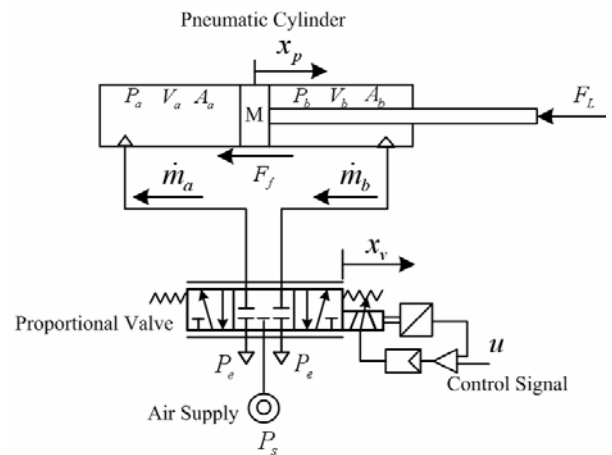 Pneumatic Cylinder
x_p
P_a V_a A_a
M
P_b V_b A_b
F_L
F_f
ṁ_a
ṁ_b
x_v
Proportional Valve
P_e
P_e
u
Control Signal
Air Supply
P_s